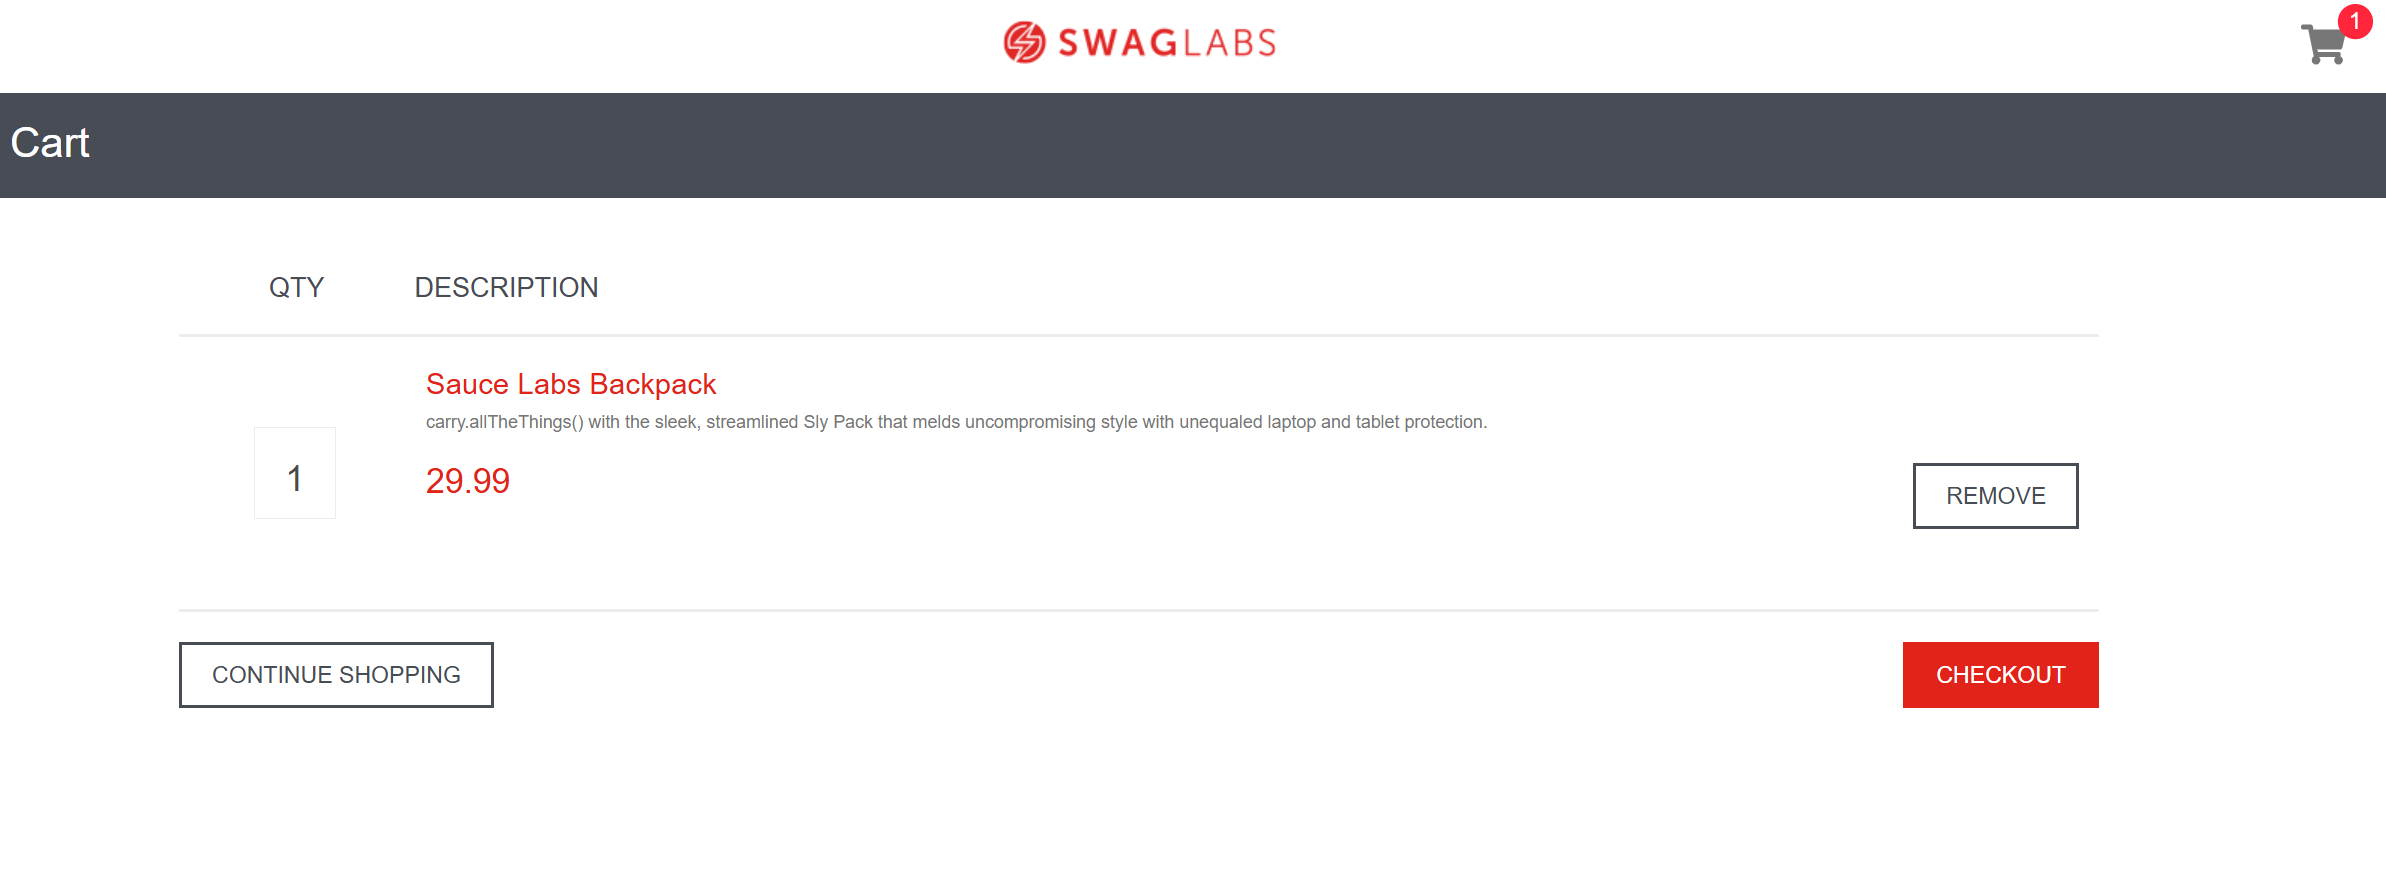 SWAGLABS
1
Cart
QTY DESCRIPTION
Sauce Labs Backpack
carry.allTheThings() with the sleek, streamlined Sly Pack that melds uncompromising style with unequaled laptop and tablet protection.
1
29.99
REMOVE
CONTINUE SHOPPING
CHECKOUT